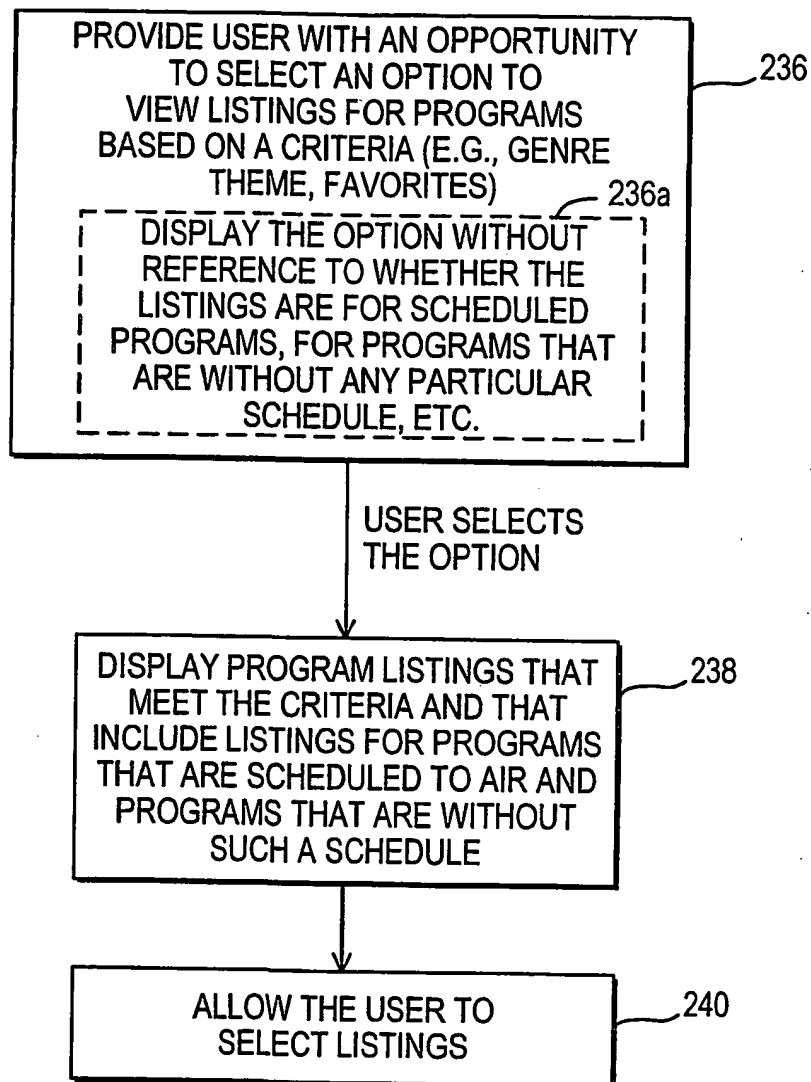 PROVIDE USER WITH AN OPPORTUNITY
TO SELECT AN OPTION TO
VIEW LISTINGS FOR PROGRAMS
BASED ON A CRITERIA (E.G., GENRE
THEME, FAVORITES)
236
236a
DISPLAY THE OPTION WITHOUT
REFERENCE TO WHETHER THE
LISTINGS ARE FOR SCHEDULED
PROGRAMS, FOR PROGRAMS THAT
ARE WITHOUT ANY PARTICULAR
SCHEDULE, ETC.
USER SELECTS
THE OPTION
DISPLAY PROGRAM LISTINGS THAT
MEET THE CRITERIA AND THAT
INCLUDE LISTINGS FOR PROGRAMS
THAT ARE SCHEDULED TO AIR AND
PROGRAMS THAT ARE WITHOUT
SUCH A SCHEDULE
238
ALLOW THE USER TO
SELECT LISTINGS
240